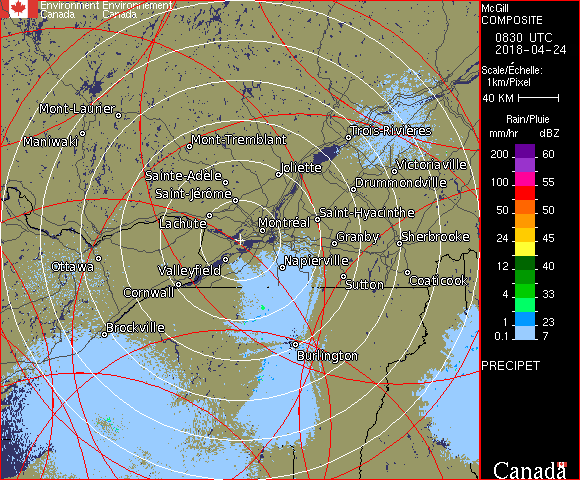 Environment Environnement
Canada Canada
McGill
COMPOSITE
0830 UTC
2018-04-24
Scale/Échelle:
1km/Pixel
40 KM
Rain/Pluie
mm/hr dBZ
200 60
150 57
100 55
50 50
24 45
12 40
4 33
1 23
0.1 7
PRECIPET
Canada
Mont-Laurier
Maniwaki
Mont-Tremblant
Trois-Rivières
Joliette
Victoriaville
Sainte-Adèle
Drummondville
Saint-Jérôme
Lachute
Saint-Hyacinthe
Montréal
Granby
Sherbrooke
Ottawa
Valleyfield
Napierville
Sutton
Coaticook
Cornwall
Brockville
Burlington